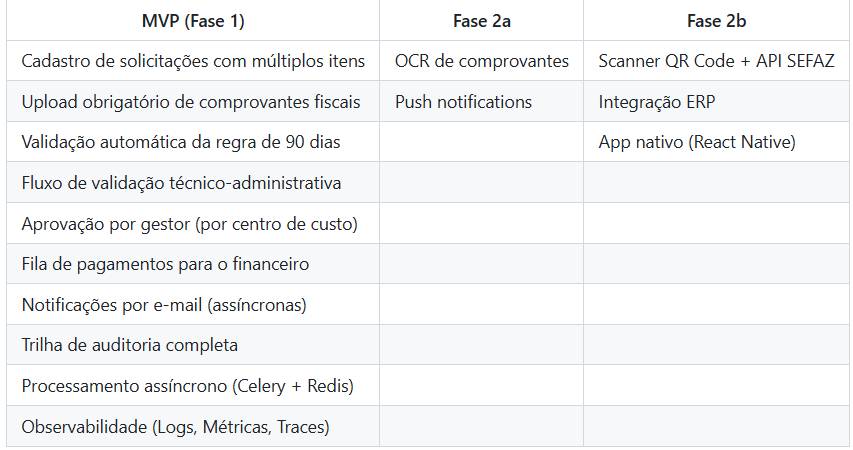 MVP (Fase 1) Fase 2a Fase 2b
Cadastro de solicitações com múltiplos itens OCR de comprovantes Scanner QR Code + API SEFAZ
Upload obrigatório de comprovantes fiscais Push notifications Integração ERP
Validação automática da regra de 90 dias App nativo (React Native)
Fluxo de validação técnico-administrativa
Aprovação por gestor (por centro de custo)
Fila de pagamentos para o financeiro
Notificações por e-mail (assíncronas)
Trilha de auditoria completa
Processamento assíncrono (Celery + Redis)
Observabilidade (Logs, Métricas, Traces)